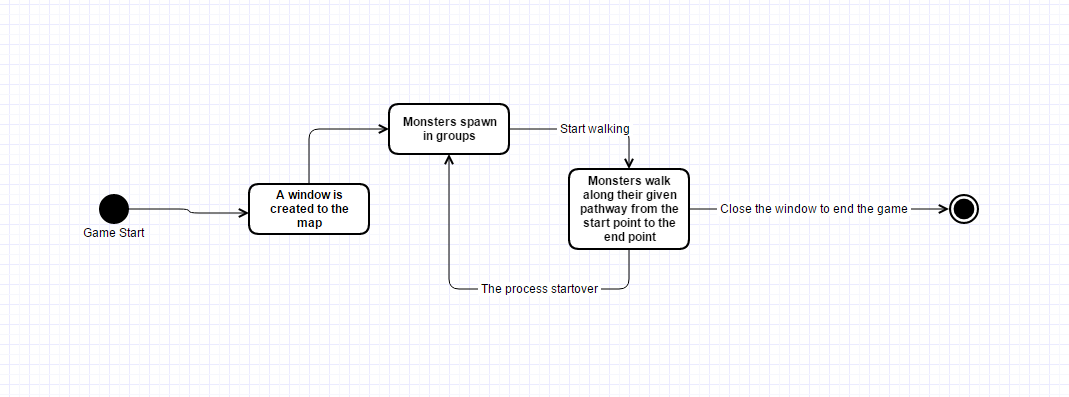 Game Start
A window is
created to the
map
Monsters spawn
in groups
Start walking
Monsters walk
along their given
pathway from the
start point to the
end point
The process startover
Close the window to end the game